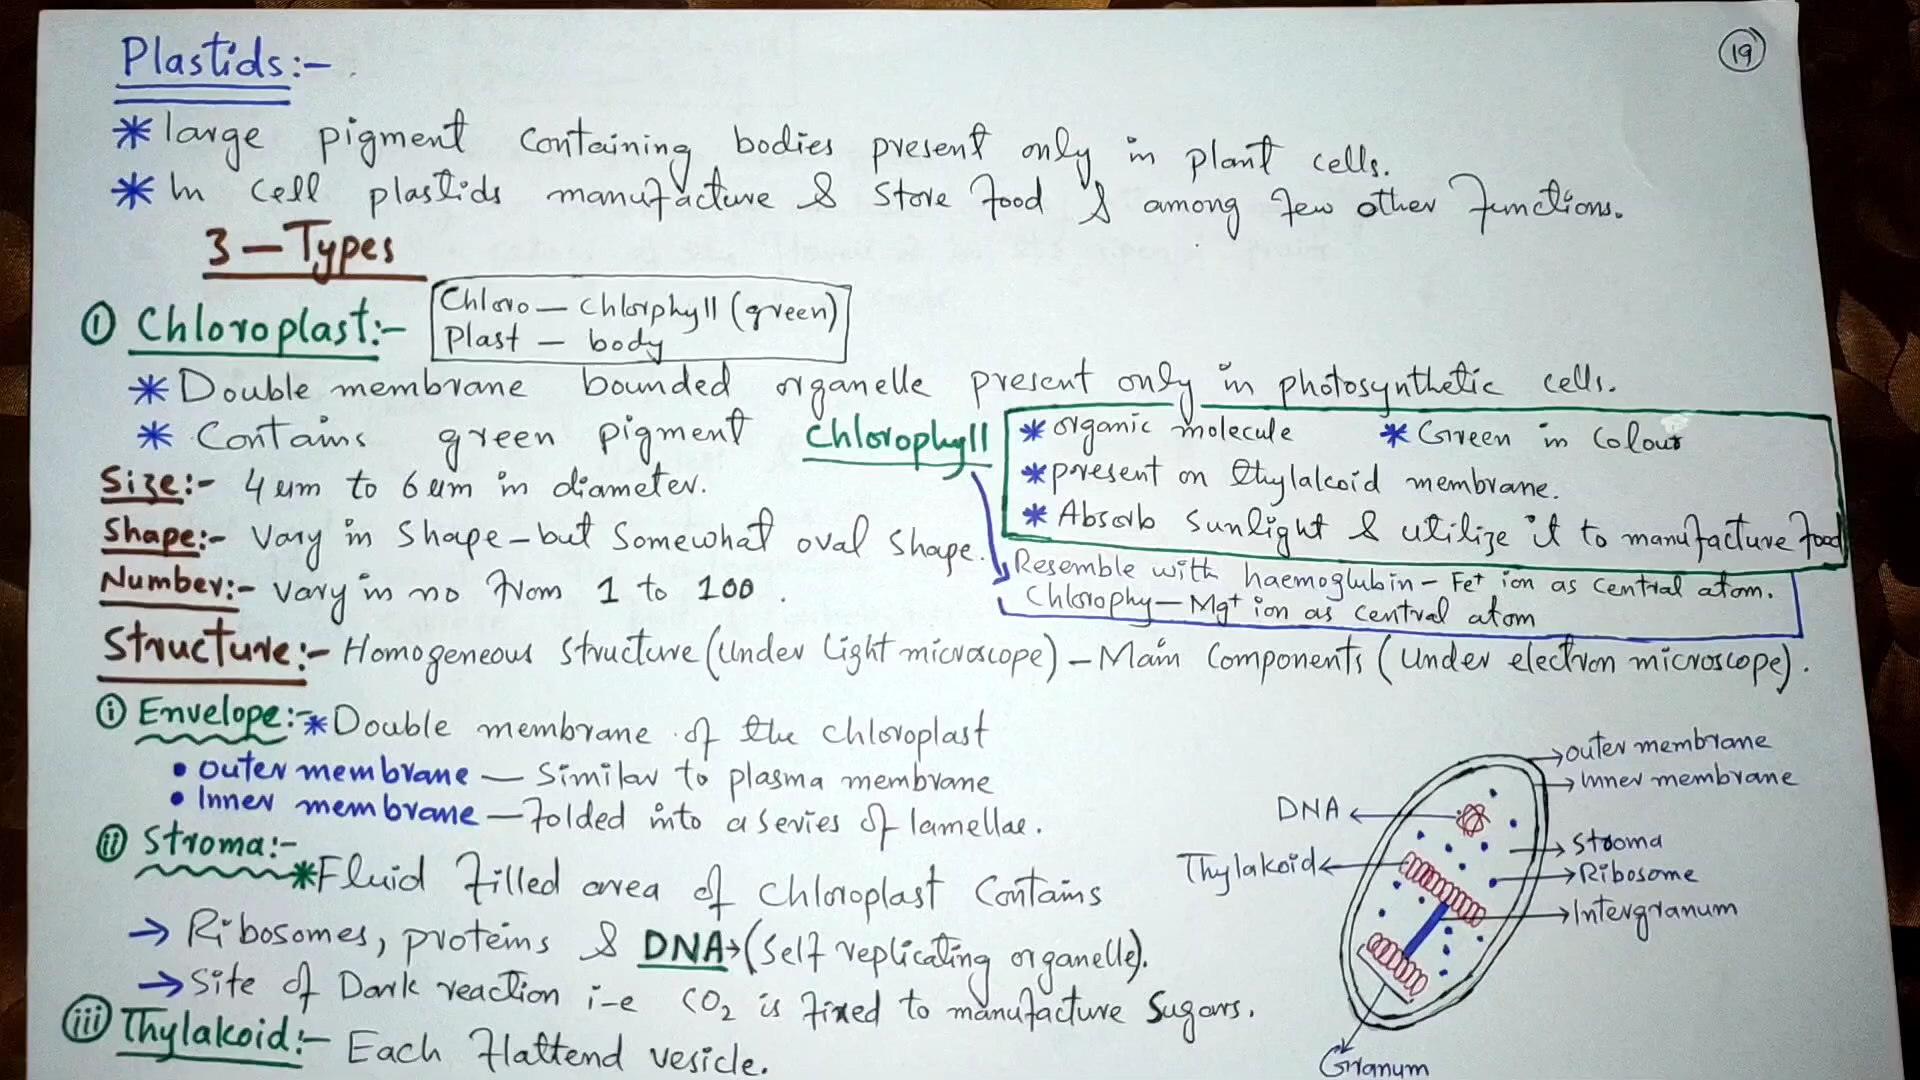 19
Plastids:-
* large pigment containing bodies present only in plant cells.
* In cell plastids manufacture & store food & among few other functions.
3-Types
① Chloroplast:-
Chloro - chlorphyll (green)
Plast - body
* Double membrane bounded organelle present only in photosynthetic cells.
* Contains green pigment chlorophyll
* organic molecule * Green in colour
* present on thylakoid membrane.
* Absorb sunlight & utilize it to manufacture food
Size:- 4 um to 6 um in diameter.
Shape:- Vary in shape-but somewhat oval shape.
Resemble with haemoglubin - Fe+ ion as central atom.
Chlorophy - Mg+ ion as central atom
Number:- vary in no from 1 to 100.
Structure:- Homogeneous structure (under light microscope) - Main components (under electron microscope).
(i) Envelope:- * Double membrane of the chloroplast
• outer membrane - similar to plasma membrane
• Inner membrane - folded into a series of lamellae.
(ii) Stroma:-
* Fluid filled area of chloroplast contains
→ Ribosomes, proteins & DNA → (self replicating organelle).
→ Site of Dark reaction i-e CO2 is fixed to manufacture sugars.
(iii) Thylakoid:- Each flattend vesicle.
outer membrane
Inner membrane
DNA
Stroma
Thylakoid
Ribosome
Intergranum
Granum